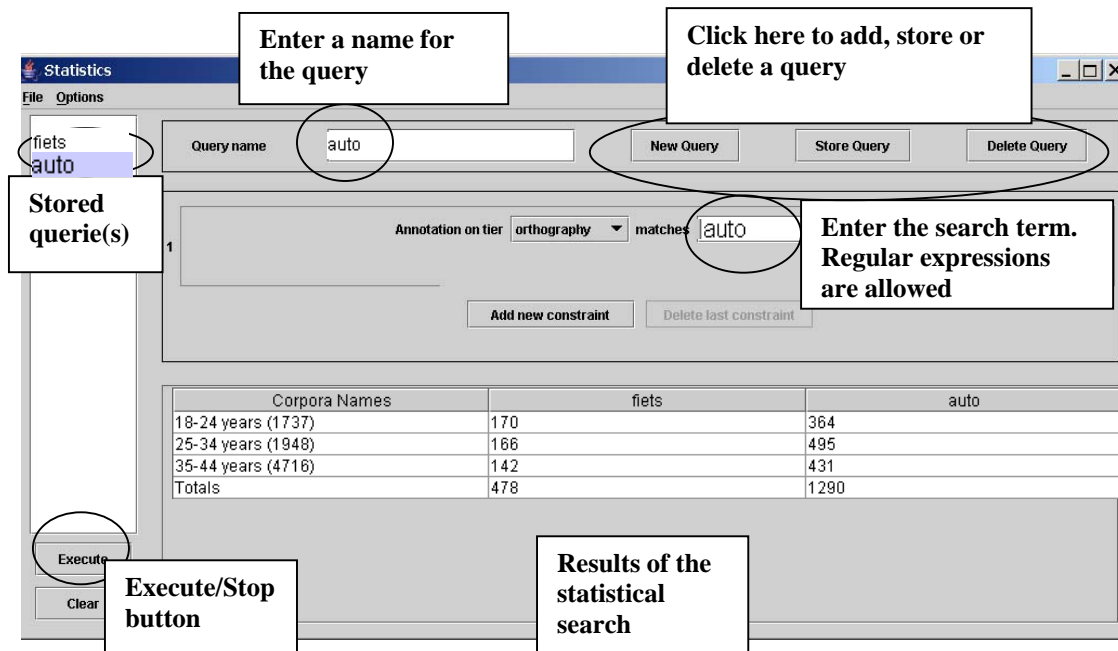 Enter a name for
the query
Click here to add, store or
delete a query
Statistics
File Options
fiets
auto
Query name auto New Query Store Query Delete Query
Stored
querie(s)
1 Annotation on tier orthography matches auto
Enter the search term.
Regular expressions
are allowed
Add new constraint Delete last constraint
Corpora Names fiets auto
18-24 years (1737) 170 364
25-34 years (1948) 166 495
35-44 years (4716) 142 431
Totals 478 1290
Execute
Clear
Execute/Stop
button
Results of the
statistical
search